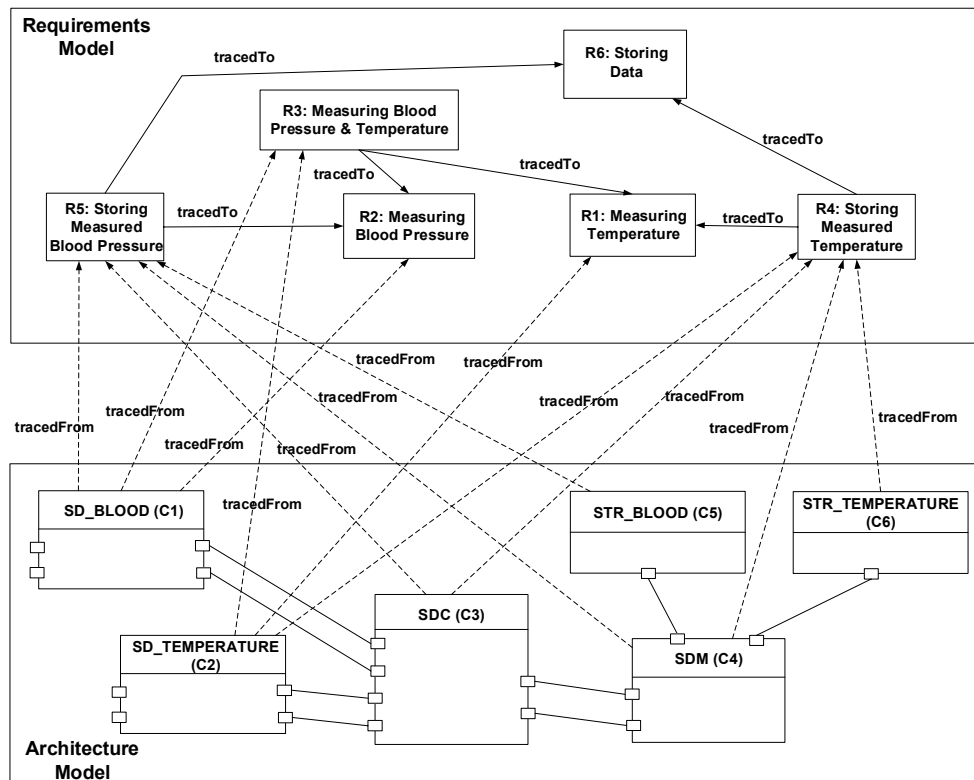 Requirements
Model
tracedTo
R6: Storing
Data
R3: Measuring Blood
Pressure & Temperature
tracedTo
tracedTo
tracedTo
R5: Storing
Measured
Blood Pressure
tracedTo
R2: Measuring
Blood Pressure
R1: Measuring
Temperature
tracedTo
R4: Storing
Measured
Temperature
tracedFrom
tracedFrom
tracedFrom
tracedFrom
tracedFrom
tracedFrom
tracedFrom
tracedFrom
tracedFrom
tracedFrom
tracedFrom
SD_BLOOD (C1)
STR_BLOOD (C5)
STR_TEMPERATURE
(C6)
SD_TEMPERATURE
(C2)
SDC (C3)
SDM (C4)
Architecture
Model